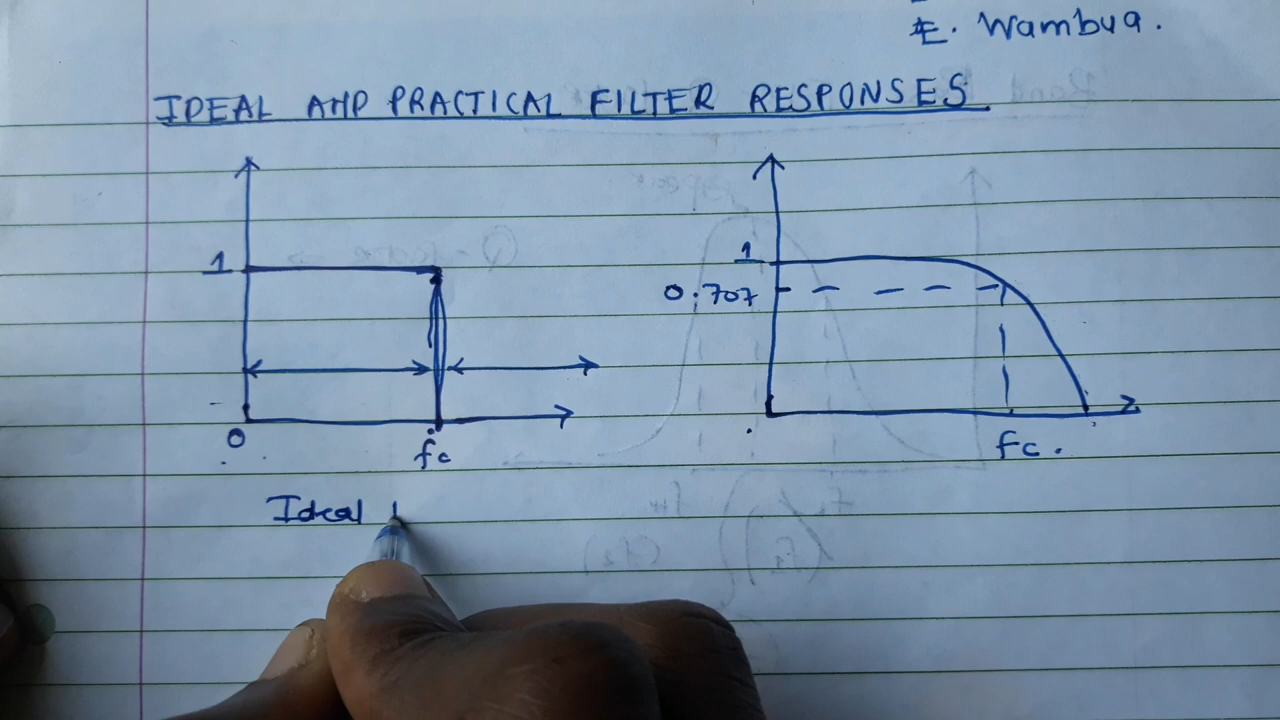 E. Wambua.
IDEAL AND PRACTICAL FILTER RESPONSES
1
0
fc
Ideal
1
0.707
fc.